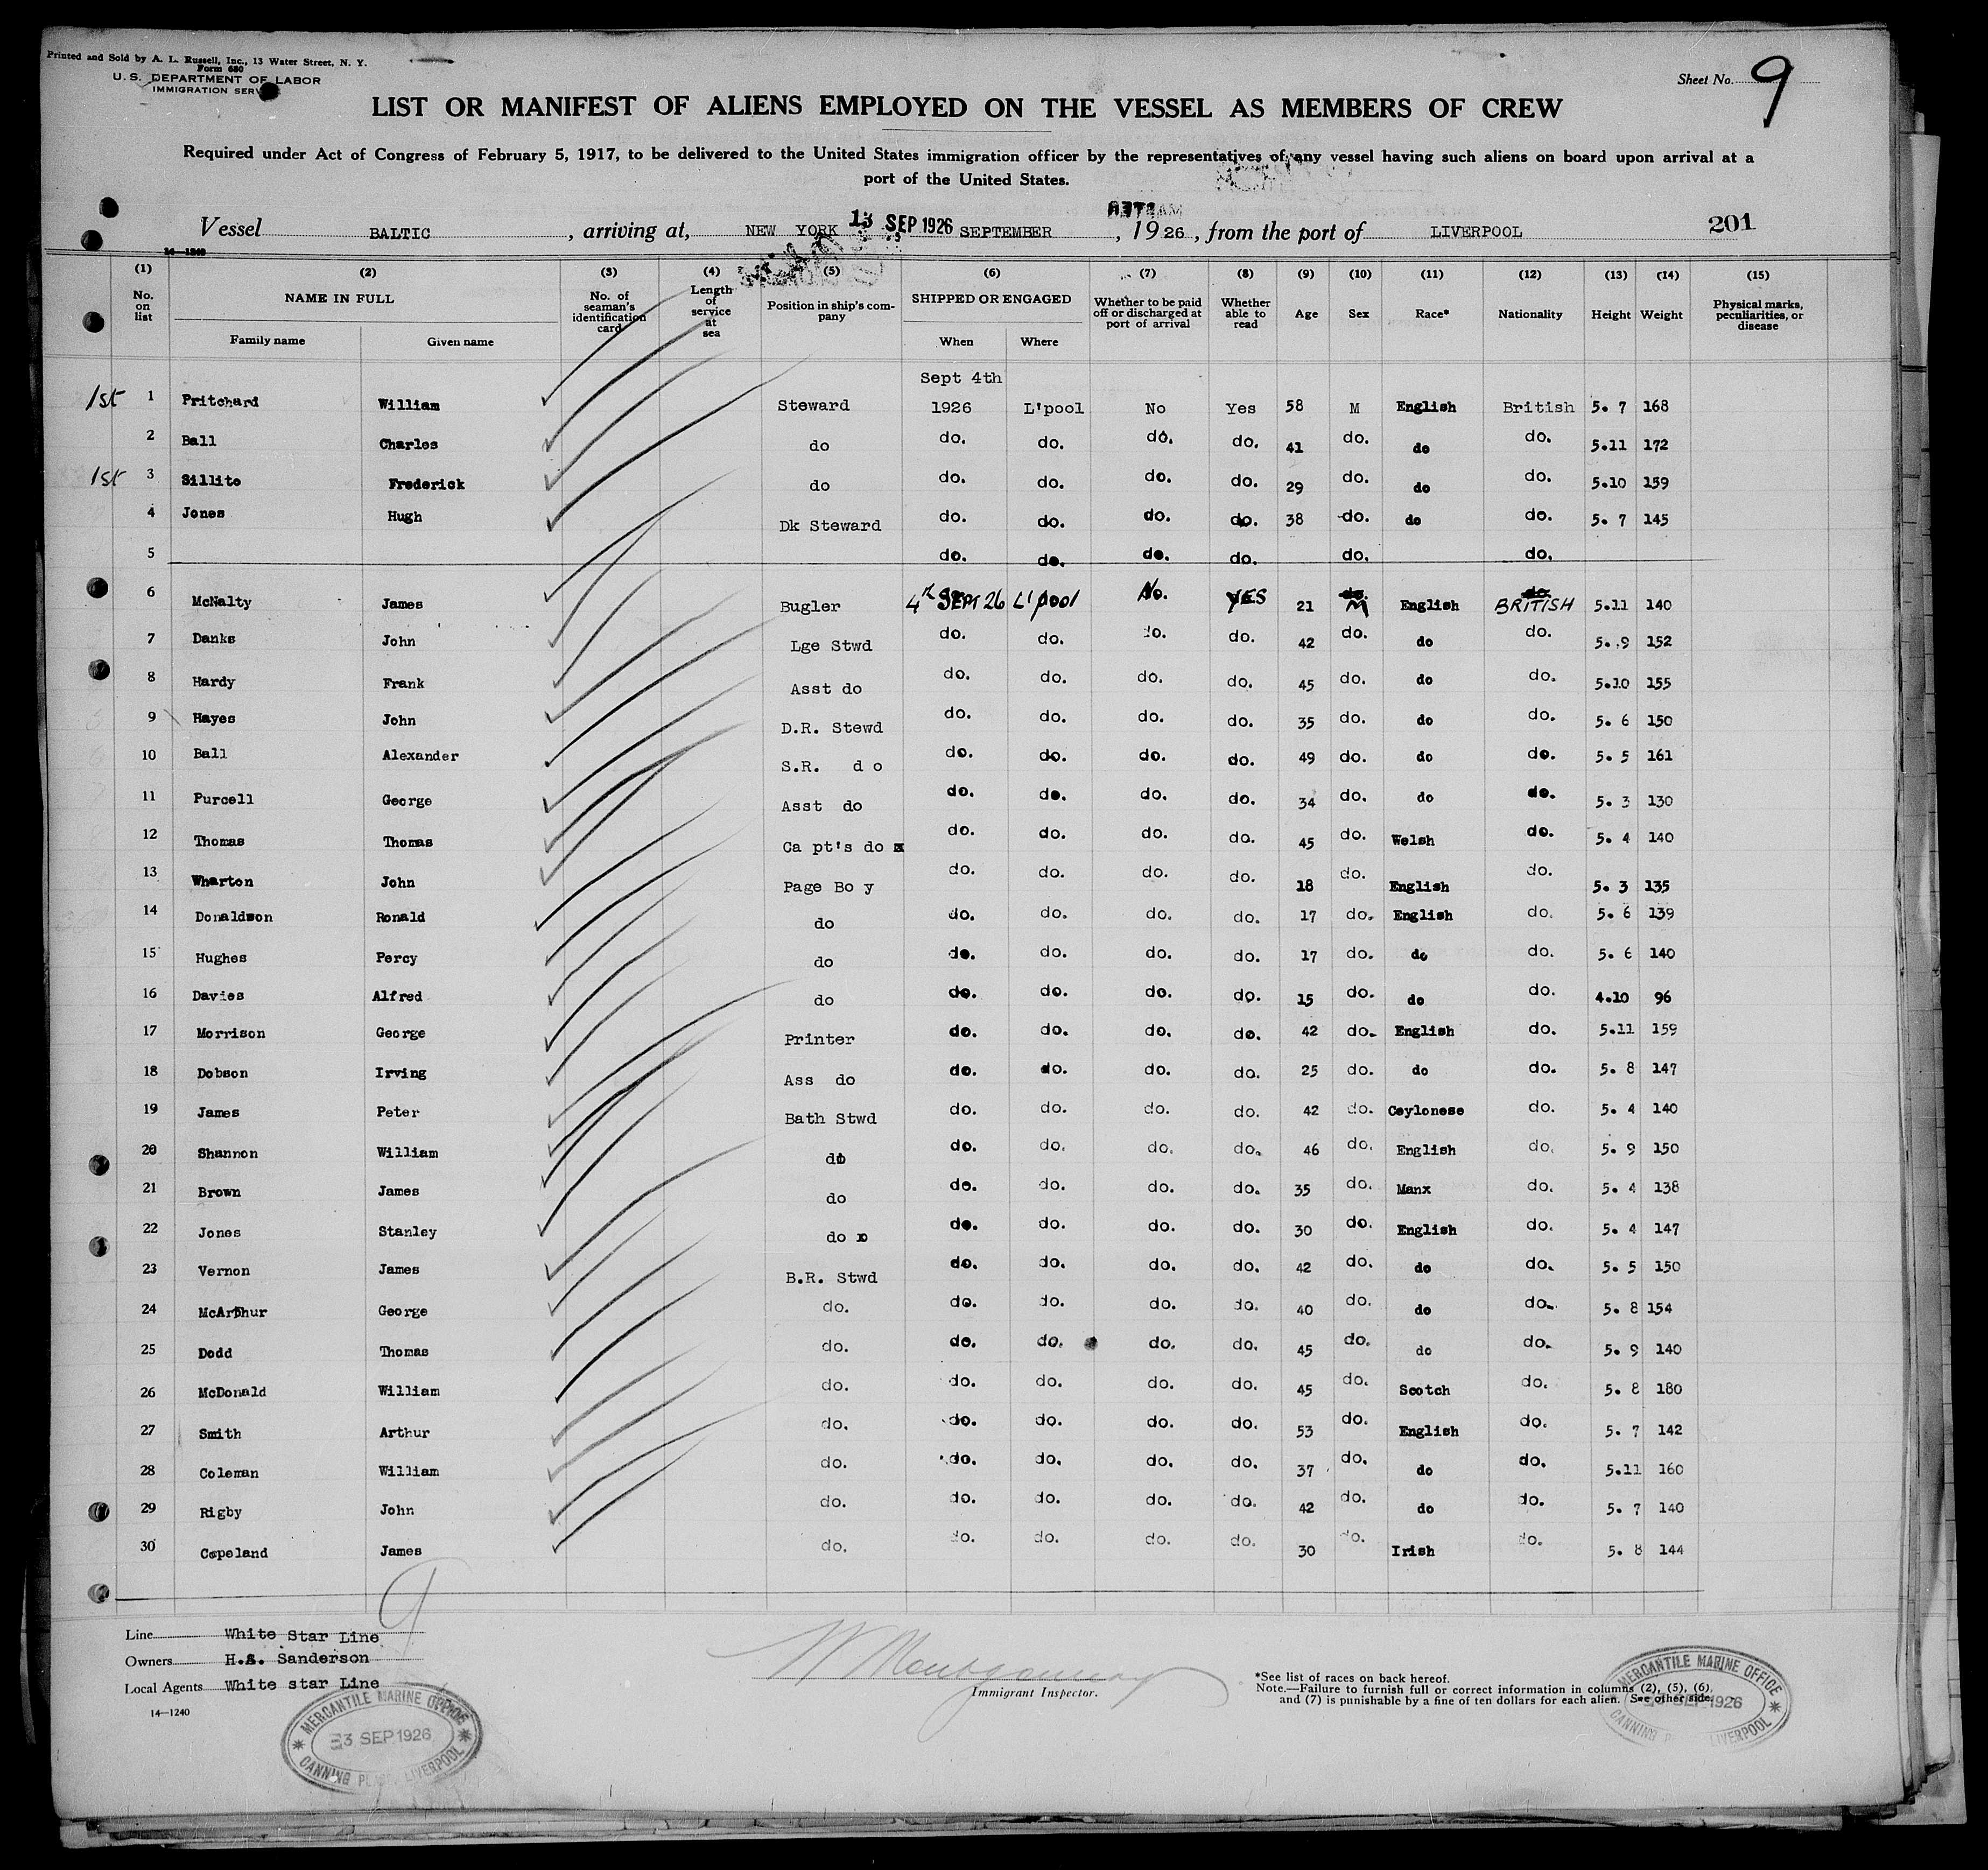 Printed and Sold by A. L. Russell, Inc., 13 Water Street, N. Y.
Form 680
U. S. DEPARTMENT OF LABOR
IMMIGRATION SERVICE
Sheet No. 9
LIST OR MANIFEST OF ALIENS EMPLOYED ON THE VESSEL AS MEMBERS OF CREW
Required under Act of Congress of February 5, 1917, to be delivered to the United States immigration officer by the representatives of any vessel having such aliens on board upon arrival at a
port of the United States.
Vessel BALTIC, arriving at, NEW YORK 13 SEP 1926 SEPTEMBER, 1926, from the port of LIVERPOOL 201
14—1240
(1) (2) (3) (4) (5) (6) (7) (8) (9) (10) (11) (12) (13) (14) (15)
No. on list NAME IN FULL Family name Given name No. of seaman's identification card Length of service at sea Position in ship's company SHIPPED OR ENGAGED When Where Whether to be paid off or discharged at port of arrival Whether able to read Age Sex Race* Nationality Height Weight Physical marks, peculiarities, or disease
Sept 4th
1st 1 Pritchard William Steward 1926 L'pool No Yes 58 M English British 5. 7 168
2 Ball Charles do do. do. do. do. 41 do. do do. 5.11 172
1st 3 Sillito Frederick do do. do. do. do. 29 do. do do. 5.10 159
4 Jones Hugh Dk Steward do. do. do. do. 38 do. do do. 5. 7 145
5 do. do. do. do. do. do.
6 McNalty James Bugler 4th SEPT 26 L'pool No. YES 21 M English BRITISH 5.11 140
7 Danks John Lge Stwd do. do. do. do. 42 do. do do. 5. 9 152
8 Hardy Frank Asst do do. do. do. do. 45 do. do do. 5.10 155
9 Hayes John D.R. Stewd do. do. do. do. 35 do. do do. 5. 6 150
10 Ball Alexander S.R. d o do. do. do. do. 49 do. do do. 5. 5 161
11 Purcell George Asst do do. do. do. do. 34 do. do do. 5. 3 130
12 Thomas Thomas Ca pt's do x do. do. do. do. 45 do. Welsh do. 5. 4 140
13 Wharton John Page Bo y do. do. do. do. 18 do. English do. 5. 3 135
14 Donaldson Ronald do do. do. do. do. 17 do. English do. 5. 6 139
15 Hughes Percy do do. do. do. do. 17 do. do do. 5. 6 140
16 Davies Alfred do do. do. do. do. 15 do. do do. 4.10 96
17 Morrison George Printer do. do. do. do. 42 do. English do. 5.11 159
18 Dobson Irving Ass do do. do. do. do. 25 do. do do. 5. 8 147
19 James Peter Bath Stwd do. do. do. do. 42 do. Ceylonese do. 5. 4 140
20 Shannon William do do. do. do. do. 46 do. English do. 5. 9 150
21 Brown James do do. do. do. do. 35 do. Manx do. 5. 4 138
22 Jones Stanley do x do. do. do. do. 30 do. English do. 5. 4 147
23 Vernon James B.R. Stwd do. do. do. do. 42 do. do do. 5. 5 150
24 McArthur George do. do. do. do. do. 40 do. do do. 5. 8 154
25 Dodd Thomas do. do. do. do. do. 45 do. do do. 5. 9 140
26 McDonald William do. do. do. do. do. 45 do. Scotch do. 5. 8 180
27 Smith Arthur do. do. do. do. do. 53 do. English do. 5. 7 142
28 Coleman William do. do. do. do. do. 37 do. do do. 5.11 160
29 Rigby John do. do. do. do. do. 42 do. do do. 5. 7 140
30 Copeland James do. do. do. do. do. 30 do. Irish do. 5. 8 144
9
Line White Star Line
Owners H.A. Sanderson
Local Agents White star Line
14—1240
W Montgomery
Immigrant Inspector.
*See list of races on back hereof.
Note.—Failure to furnish full or correct information in columns (2), (5), (6),
and (7) is punishable by a fine of ten dollars for each alien. See other side.
MERCANTILE MARINE OFFICE
3 SEP 1926
CANNING PLACE, LIVERPOOL
MERCANTILE MARINE OFFICE
3 SEP 1926
CANNING PLACE, LIVERPOOL